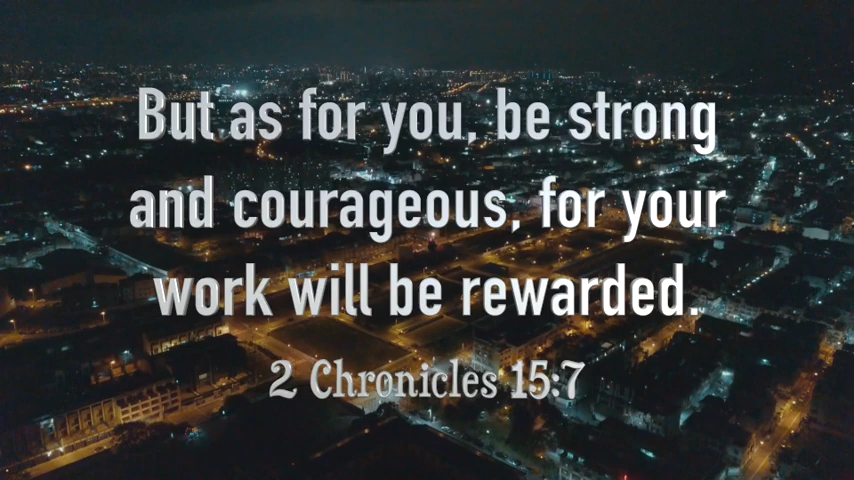 But as for you, be strong
and courageous, for your
work will be rewarded.
2 Chronicles 15:7